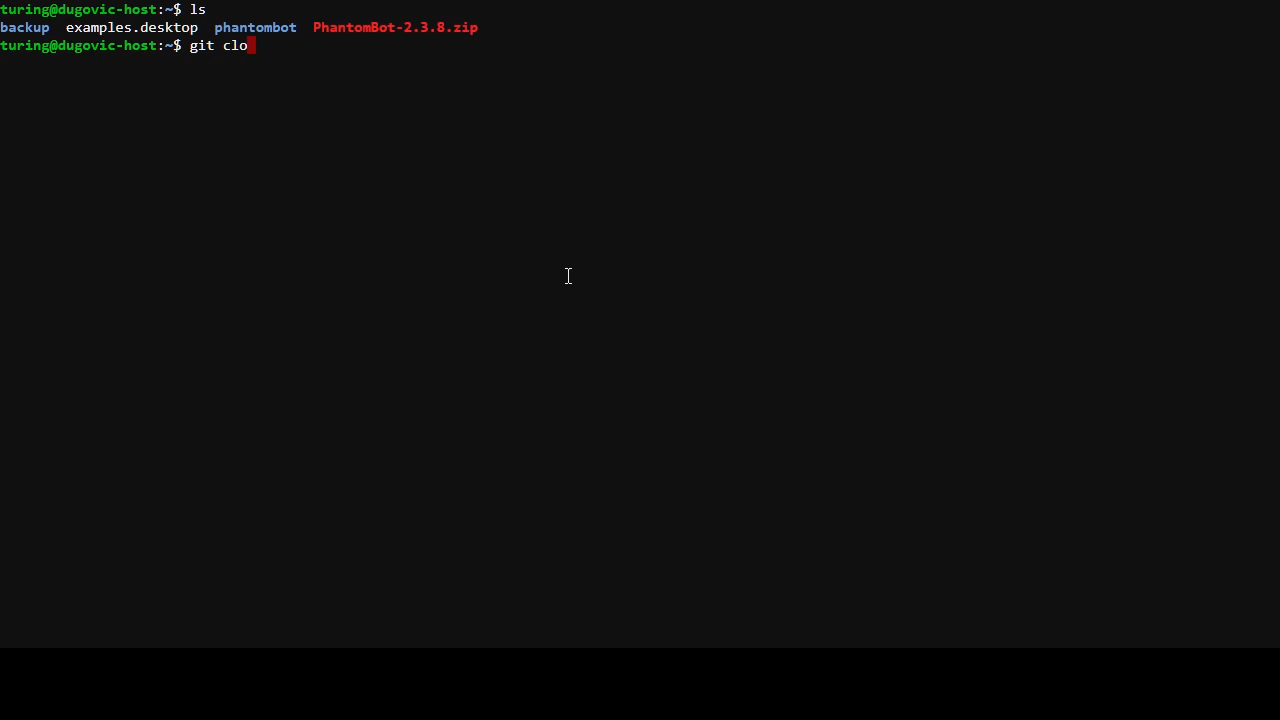 turing@dugovic-host:~$ ls
backup  examples.desktop  phantombot  PhantomBot-2.3.8.zip
turing@dugovic-host:~$ git clo